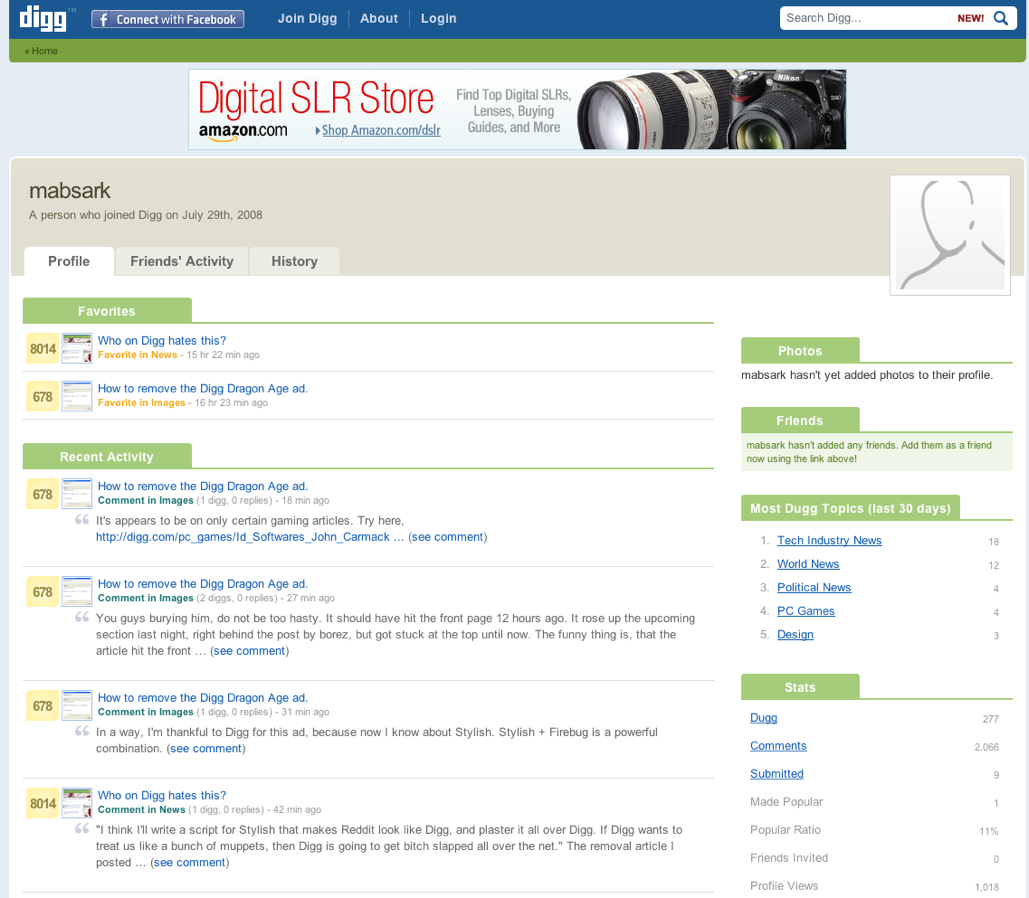 digg™
f Connect with Facebook
Join Digg
About
Login
Search Digg...
NEW!
« Home
Digital SLR Store
amazon.com
Shop Amazon.com/dslr
Find Top Digital SLRs,
Lenses, Buying
Guides, and More
Nikon
mabsark
A person who joined Digg on July 29th, 2008
Profile
Friends' Activity
History
Favorites
8014
Who on Digg hates this?
Favorite in News - 15 hr 22 min ago
678
How to remove the Digg Dragon Age ad.
Favorite in Images - 16 hr 23 min ago
Recent Activity
678
How to remove the Digg Dragon Age ad.
Comment in Images (1 digg, 0 replies) - 18 min ago
“ It's appears to be on only certain gaming articles. Try here,
http://digg.com/pc_games/Id_Softwares_John_Carmack ... (see comment)
678
How to remove the Digg Dragon Age ad.
Comment in Images (2 diggs, 0 replies) - 27 min ago
“ You guys burying him, do not be too hasty. It should have hit the front page 12 hours ago. It rose up the upcoming
section last night, right behind the post by borez, but got stuck at the top until now. The funny thing is, that the
article hit the front ... (see comment)
678
How to remove the Digg Dragon Age ad.
Comment in Images (1 digg, 0 replies) - 31 min ago
“ In a way, I'm thankful to Digg for this ad, because now I know about Stylish. Stylish + Firebug is a powerful
combination. (see comment)
8014
Who on Digg hates this?
Comment in News (1 digg, 0 replies) - 42 min ago
“ "I think I'll write a script for Stylish that makes Reddit look like Digg, and plaster it all over Digg. If Digg wants to
treat us like a bunch of muppets, then Digg is going to get bitch slapped all over the net." The removal article I
posted ... (see comment)
Photos
mabsark hasn't yet added photos to their profile.
Friends
mabsark hasn't added any friends. Add them as a friend
now using the link above!
Most Dugg Topics (last 30 days)
1. Tech Industry News 18
2. World News 12
3. Political News 4
4. PC Games 4
5. Design 3
Stats
Dugg 277
Comments 2,066
Submitted 9
Made Popular 1
Popular Ratio 11%
Friends Invited 0
Profile Views 1,018